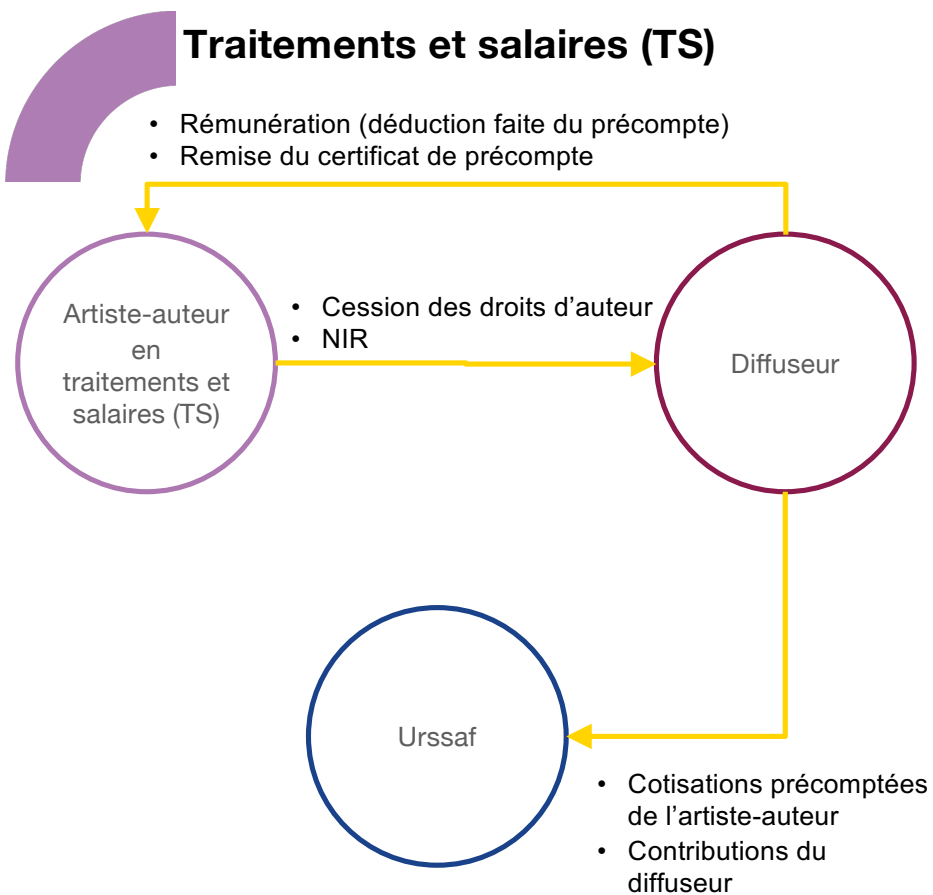 Traitements et salaires (TS)
• Rémunération (déduction faite du précompte)
• Remise du certificat de précompte
Artiste-auteur
en
traitements et
salaires (TS)
• Cession des droits d’auteur
• NIR
Diffuseur
Urssaf
• Cotisations précomptées
de l’artiste-auteur
• Contributions du
diffuseur